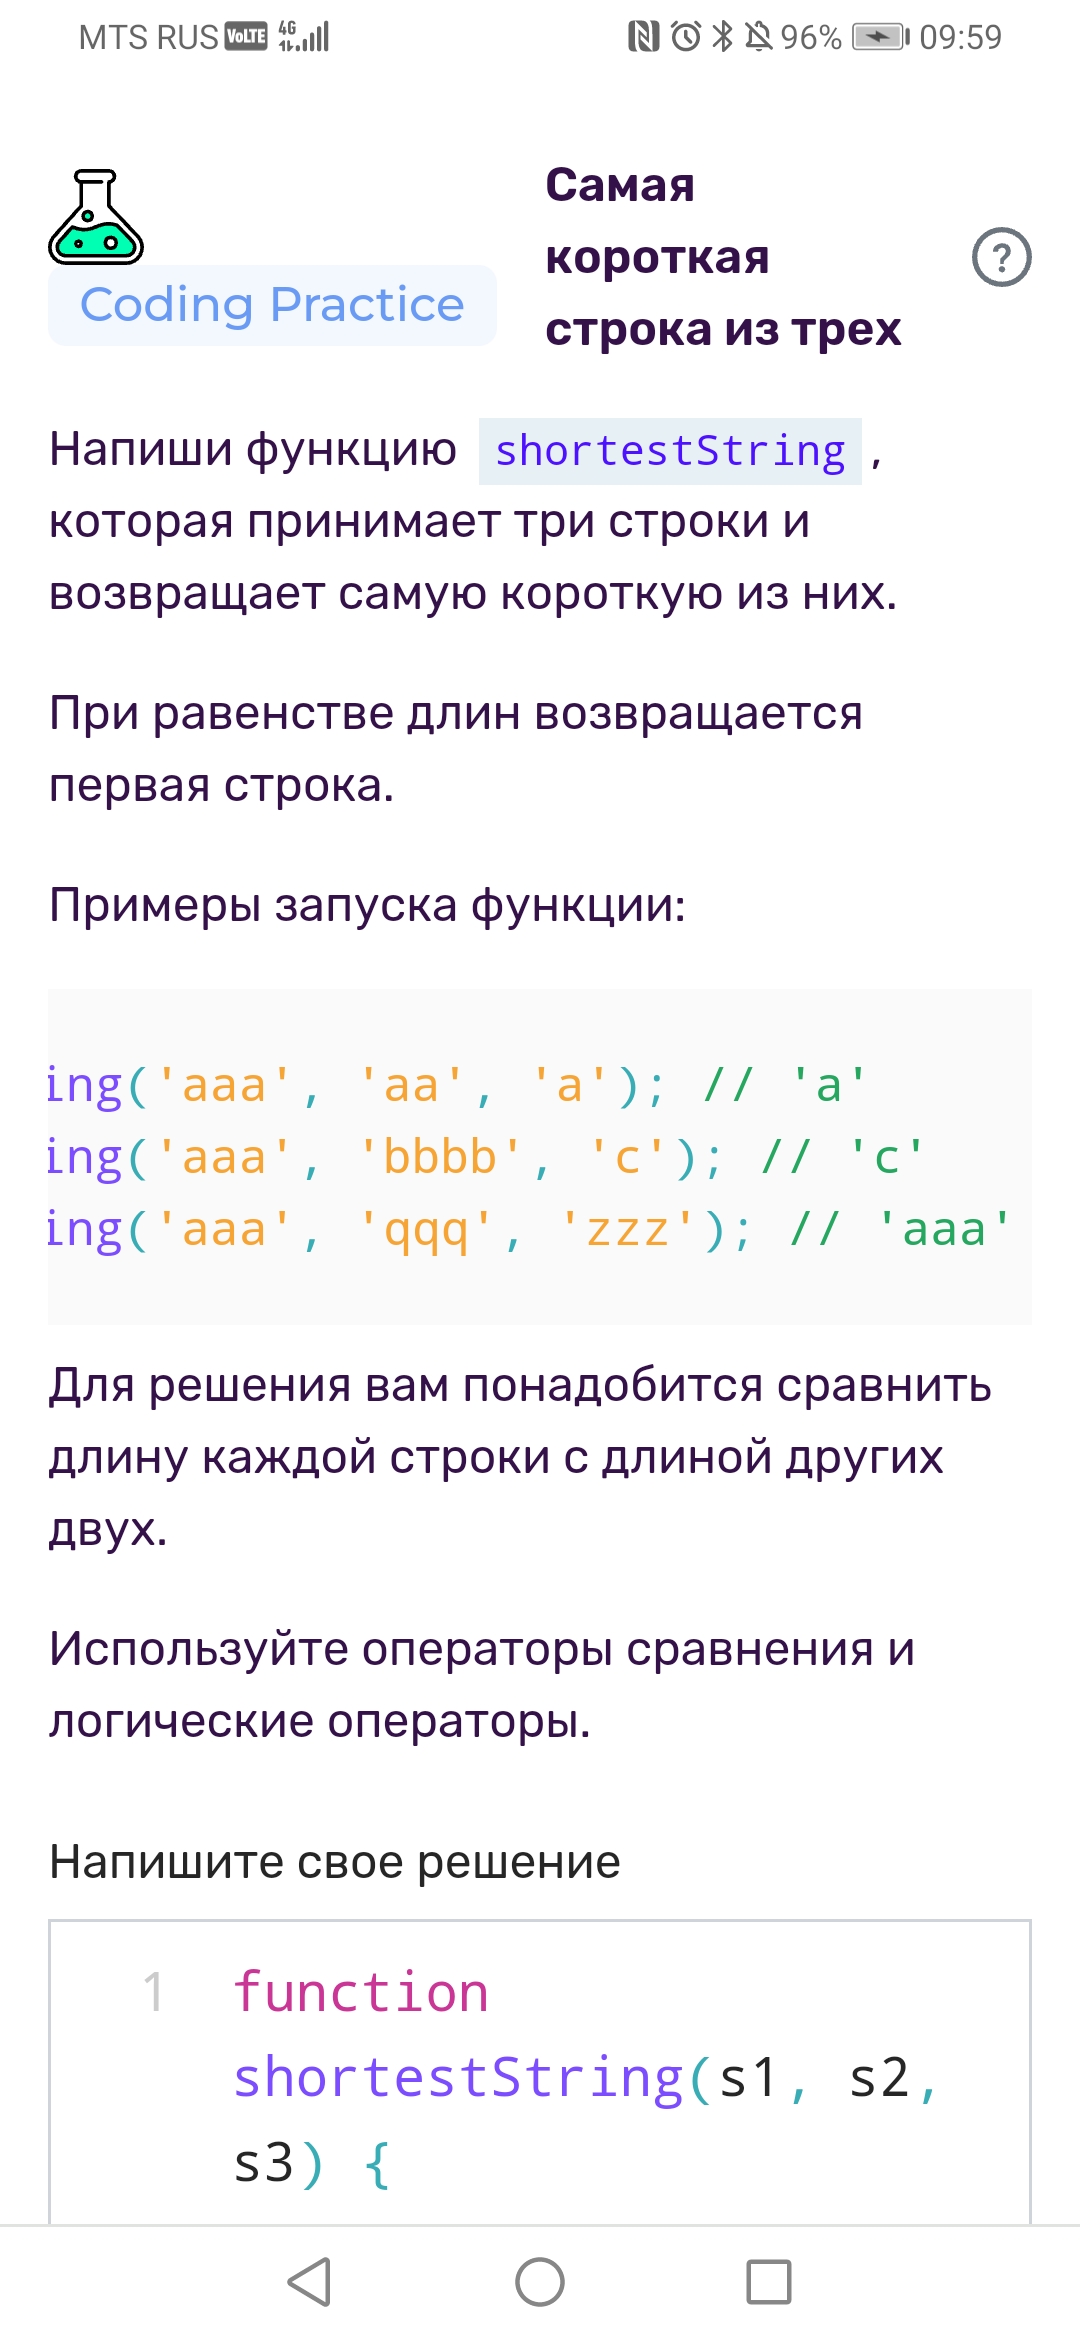 MTS RUS VoLTE 4G 96% 09:59
Coding Practice
Самая
короткая
строка из трех
?
Напиши функцию shortestString ,
которая принимает три строки и
возвращает самую короткую из них.
При равенстве длин возвращается
первая строка.
Примеры запуска функции:
ing('aaa', 'aa', 'a'); // 'a'
ing('aaa', 'bbbb', 'c'); // 'c'
ing('aaa', 'qqq', 'zzz'); // 'aaa'
Для решения вам понадобится сравнить
длину каждой строки с длиной других
двух.
Используйте операторы сравнения и
логические операторы.
Напишите свое решение
1 function
shortestString(s1, s2,
s3) {